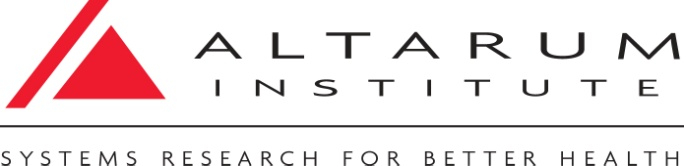 ALTARUM
INSTITUTE
SYSTEMS RESEARCH FOR BETTER HEALTH